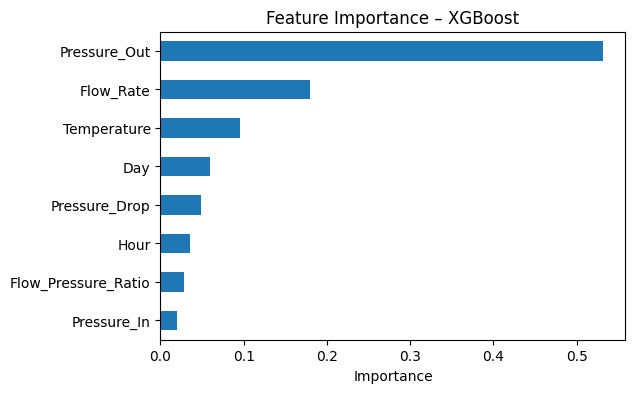 Feature Importance – XGBoost
Pressure_Out
Flow_Rate
Temperature
Day
Pressure_Drop
Hour
Flow_Pressure_Ratio
Pressure_In
0.0 0.1 0.2 0.3 0.4 0.5
Importance